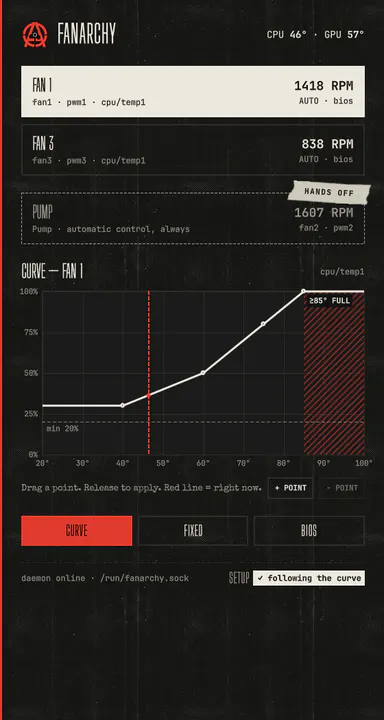 FANARCHY
CPU 46° · GPU 57°
FAN 1
1418 RPM
fan1 · pwm1 · cpu/temp1
AUTO · bios
FAN 3
838 RPM
fan3 · pwm3 · cpu/temp1
AUTO · bios
HANDS OFF
PUMP
1607 RPM
Pump · automatic control, always
fan2 · pwm2
CURVE — FAN 1
cpu/temp1
100%
≥85° FULL
75%
50%
25%
min 20%
0%
20° 30° 40° 50° 60° 70° 80° 90° 100°
Drag a point. Release to apply. Red line = right now.
+ POINT
- POINT
CURVE
FIXED
BIOS
daemon online · /run/fanarchy.sock
SETUP
✓ following the curve